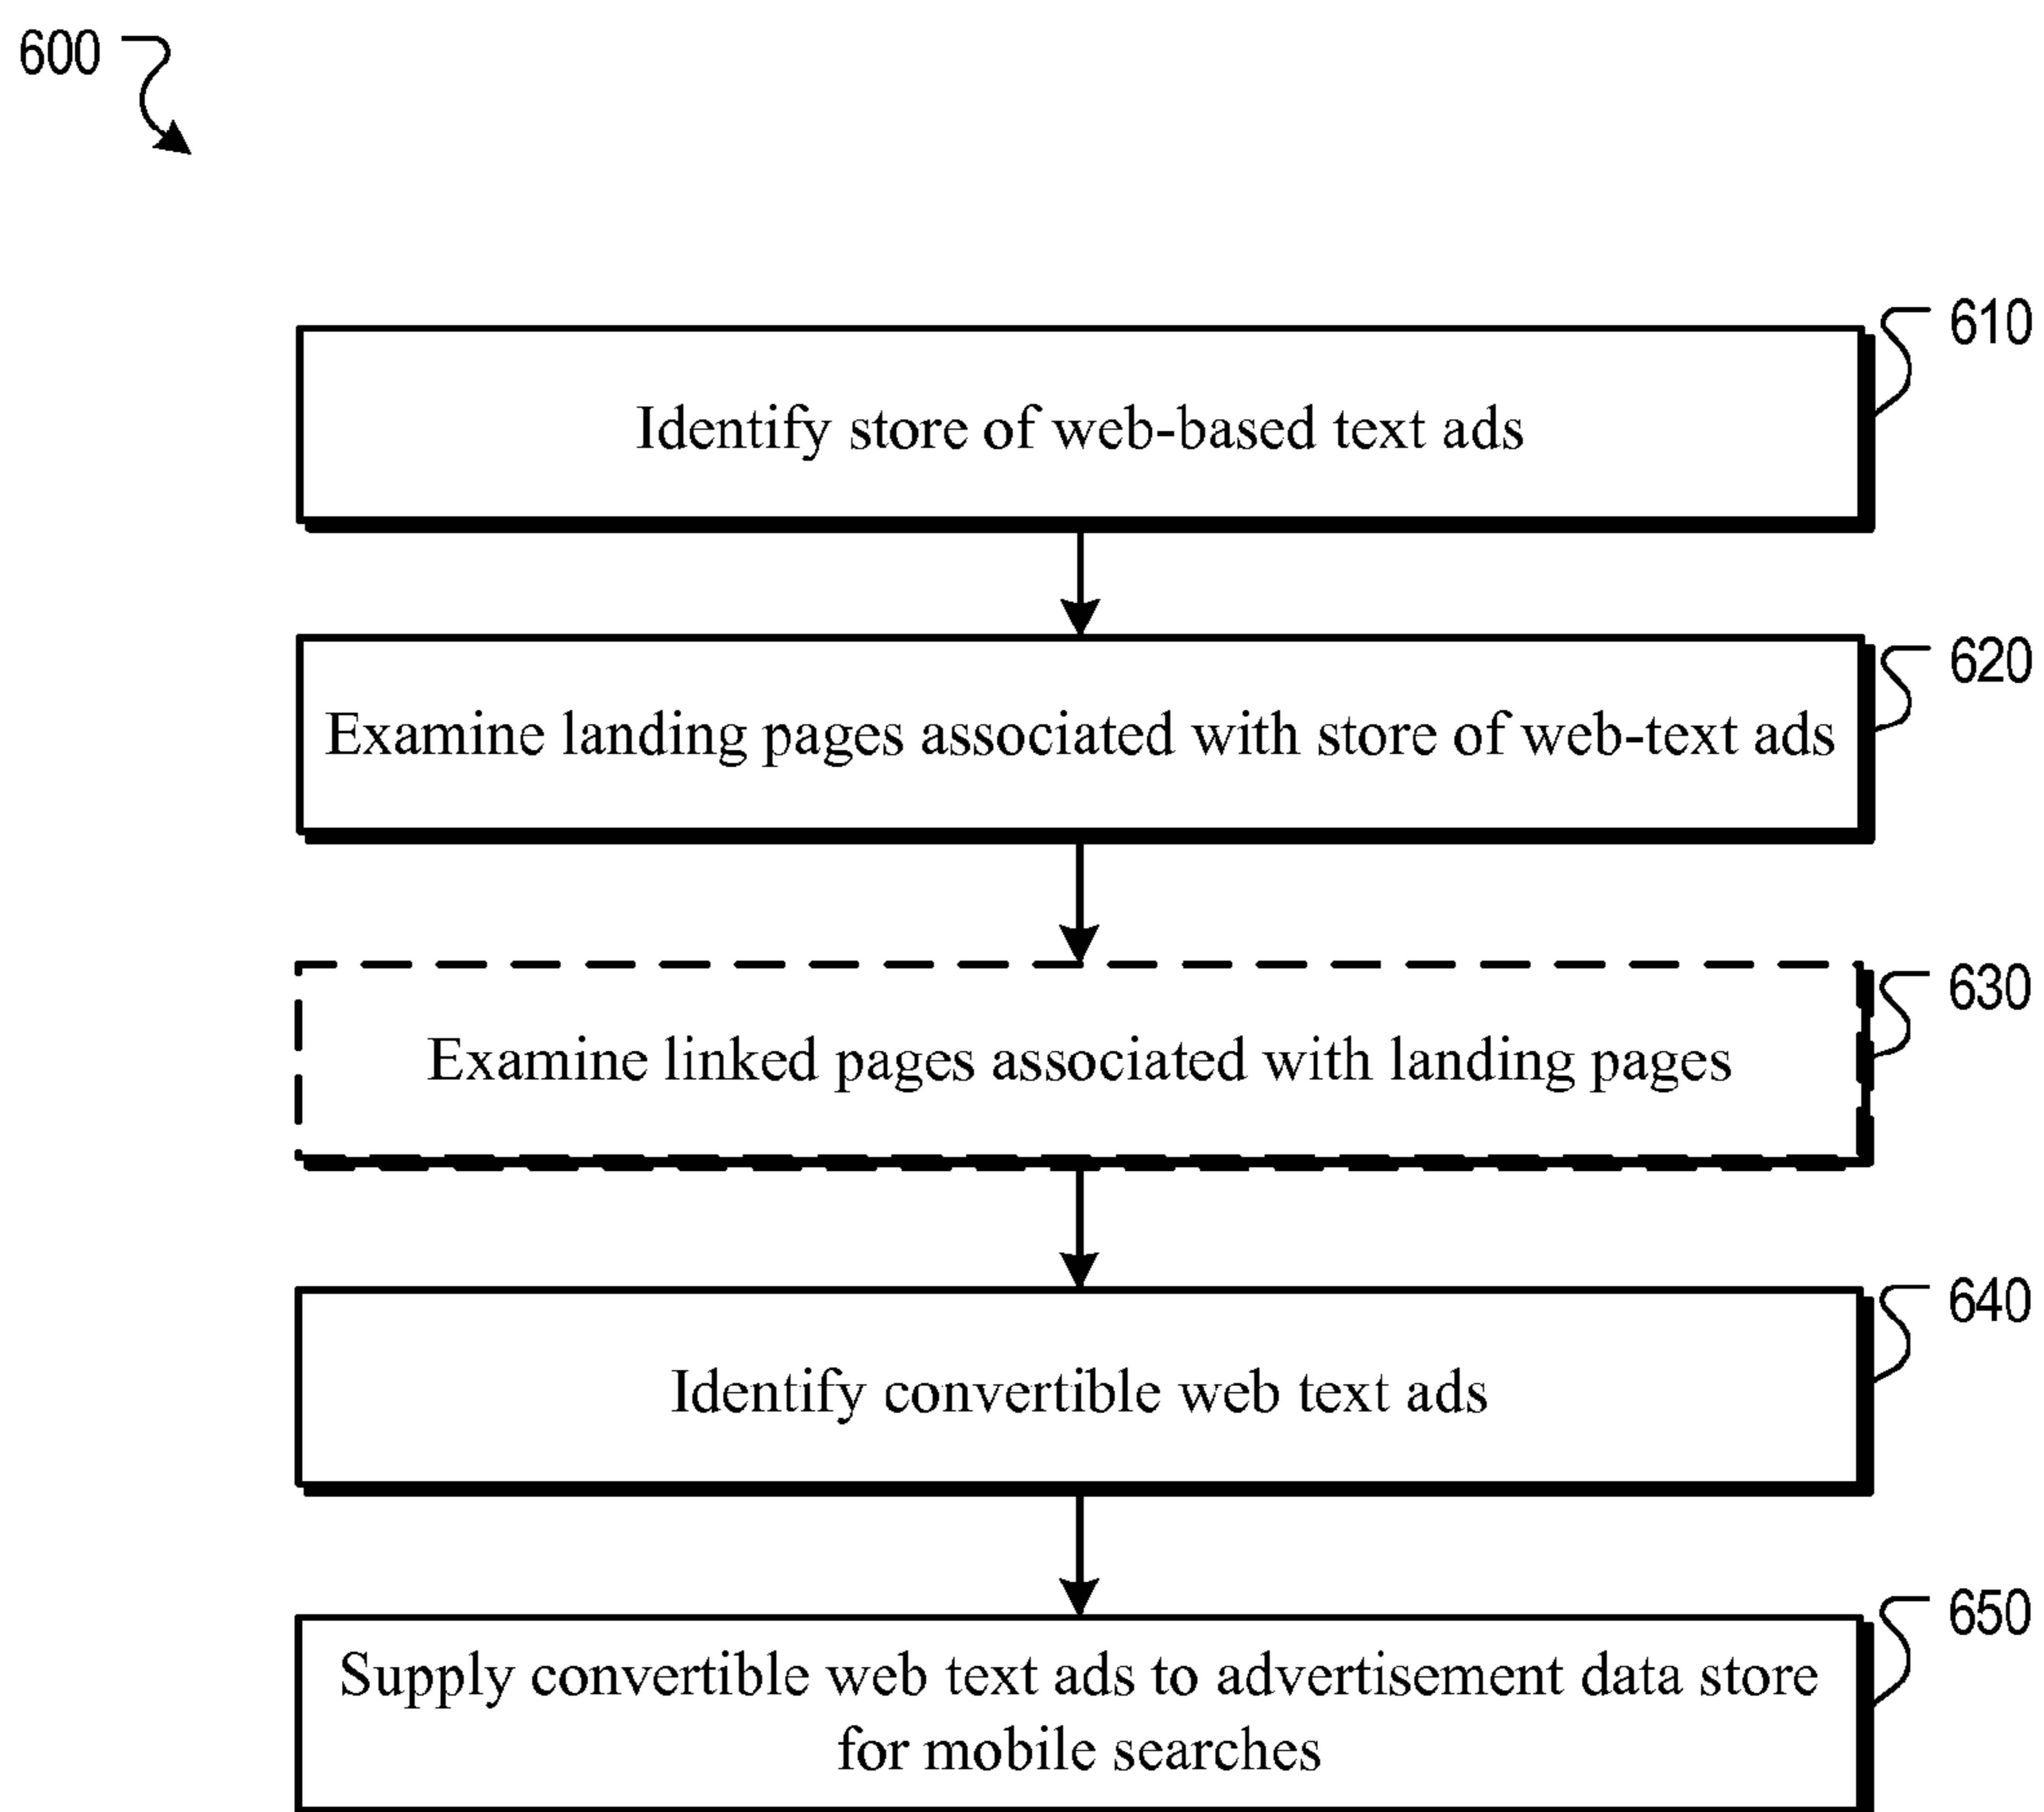 600
610
Identify store of web-based text ads
620
Examine landing pages associated with store of web-text ads
630
Examine linked pages associated with landing pages
640
Identify convertible web text ads
650
Supply convertible web text ads to advertisement data store
for mobile searches